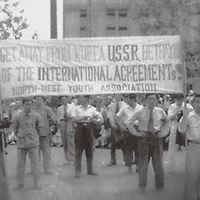 GET AWAY FROM KOREA USSR, BETRAYER
OF THE INTERNATIONAL AGREEMENTS!
NORTH-WEST YOUTH ASSOCIATION